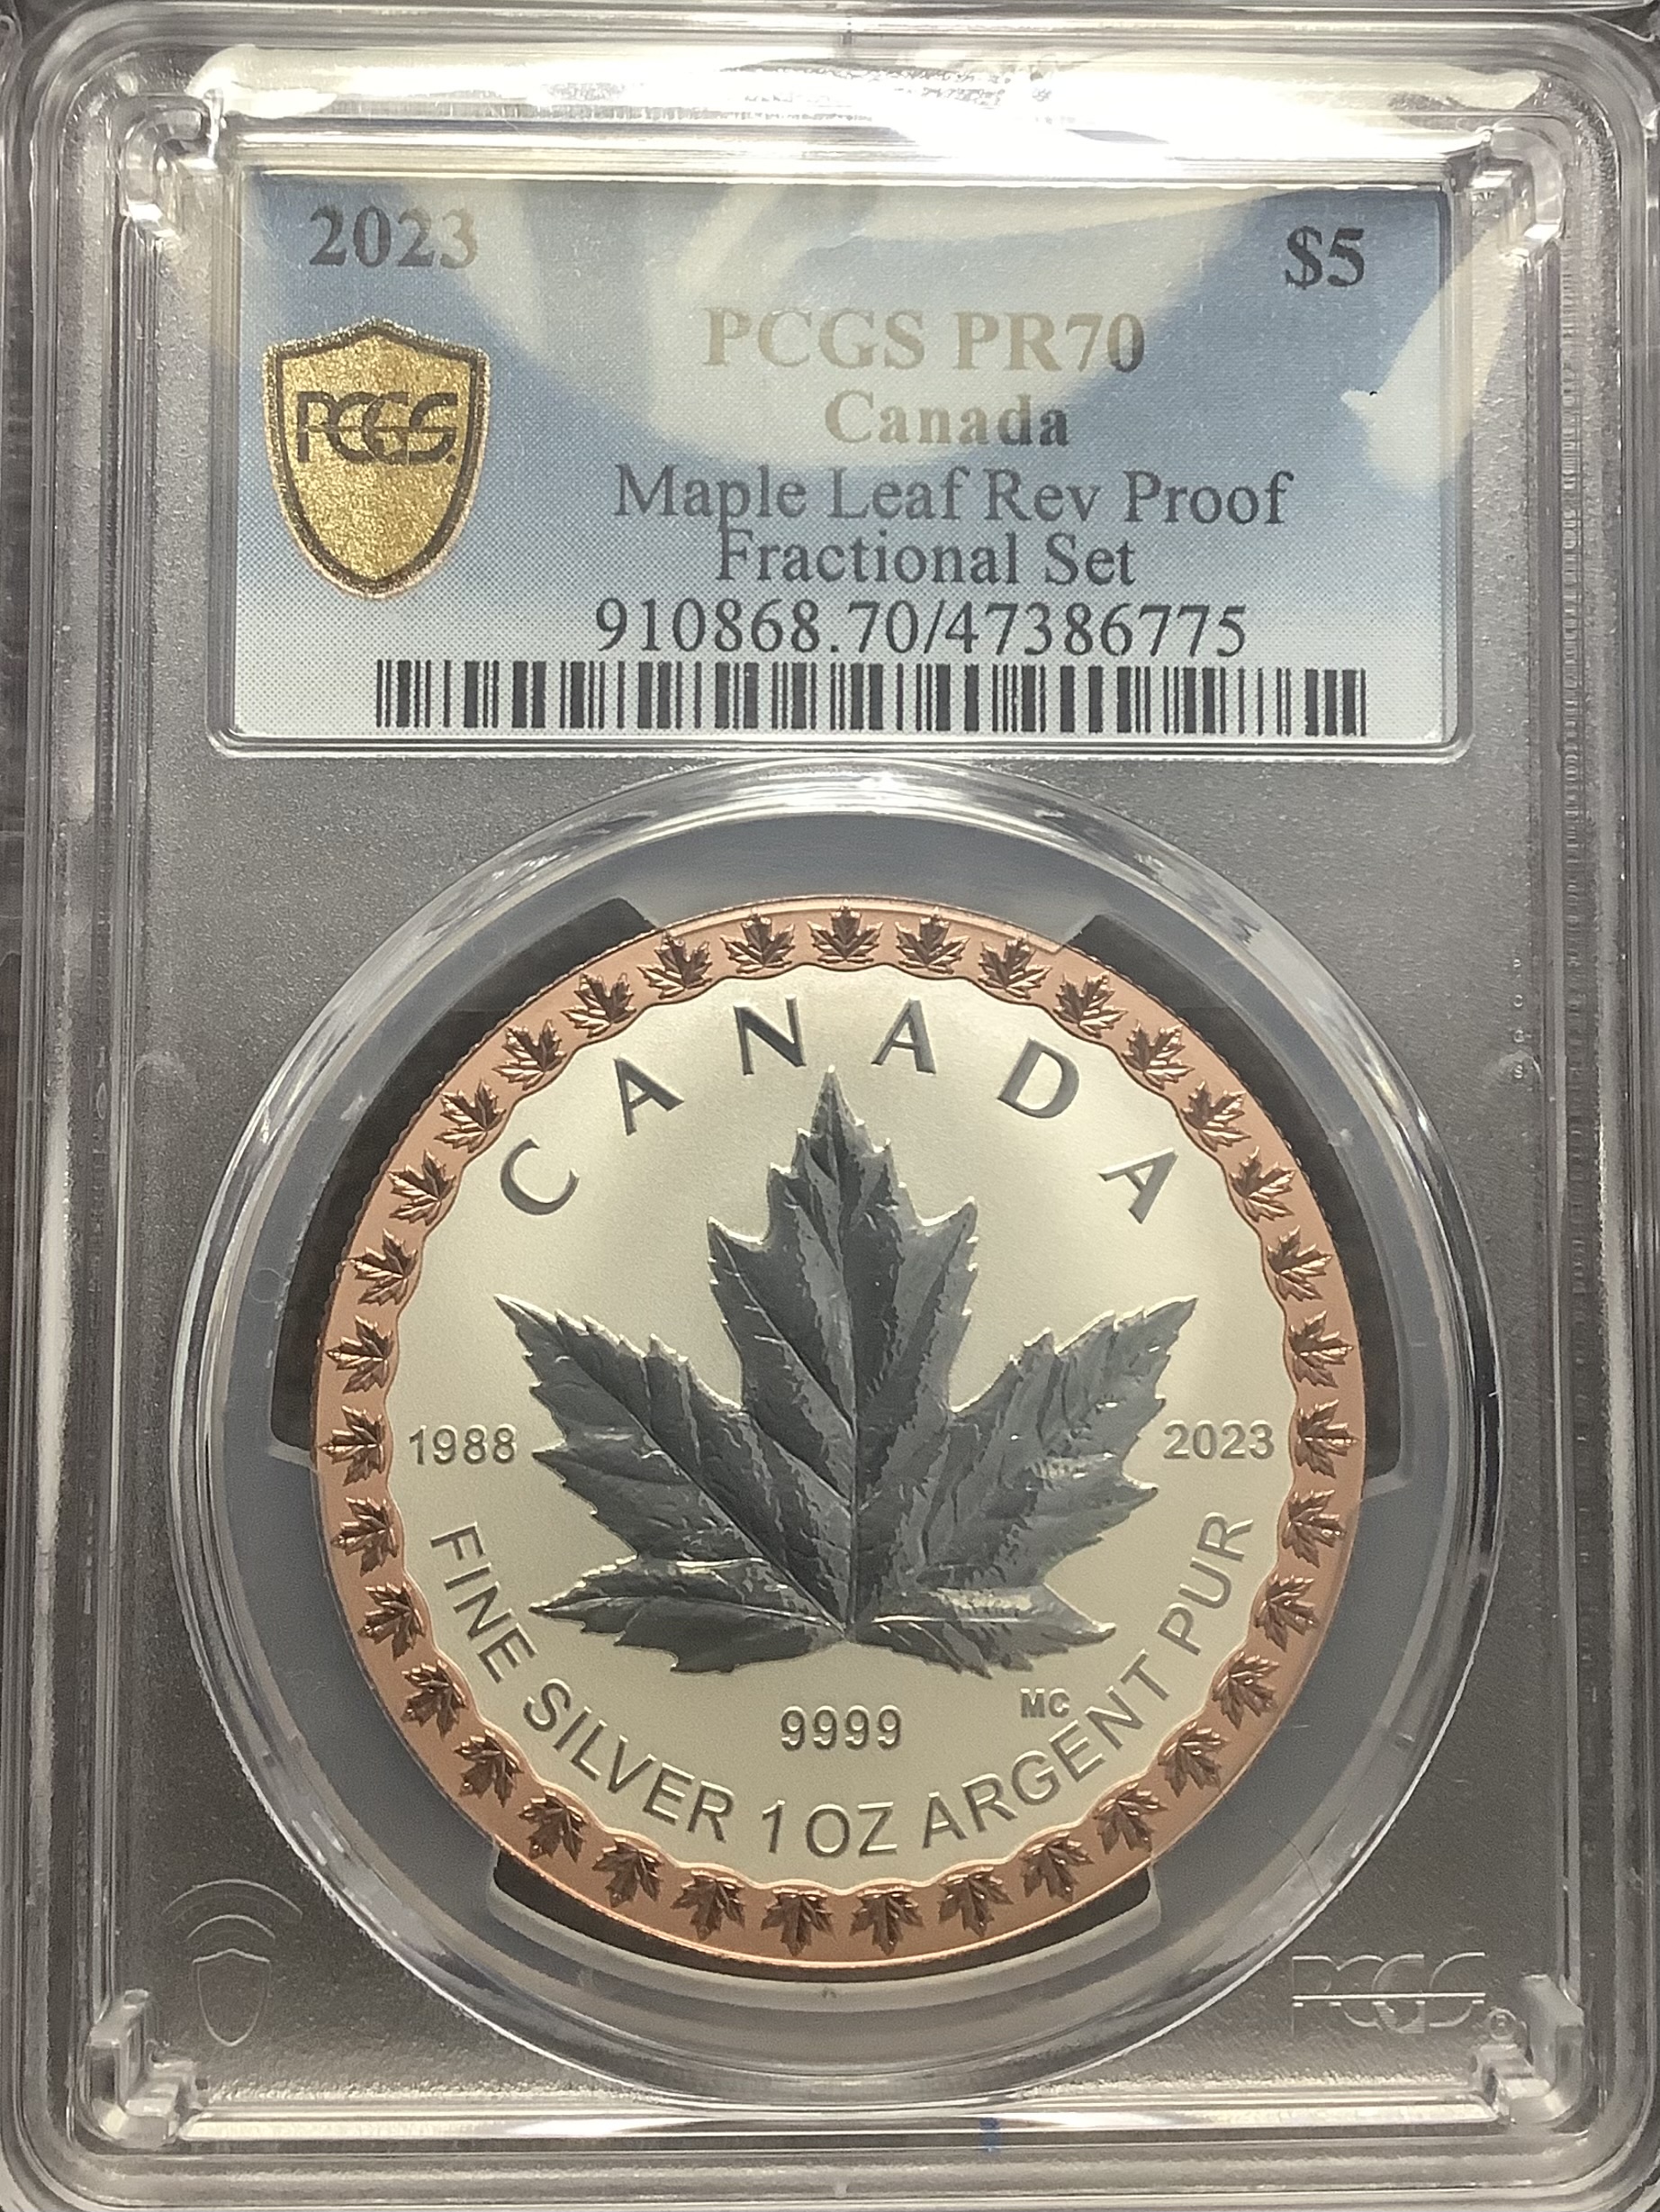 2023 $5
PCGS PR70
PCGS.
Canada
Maple Leaf Rev Proof
Fractional Set
910868.70/47386775
CANADA
1988 2023
9999
MC
FINE SILVER 1 OZ ARGENT PUR
PCGS®